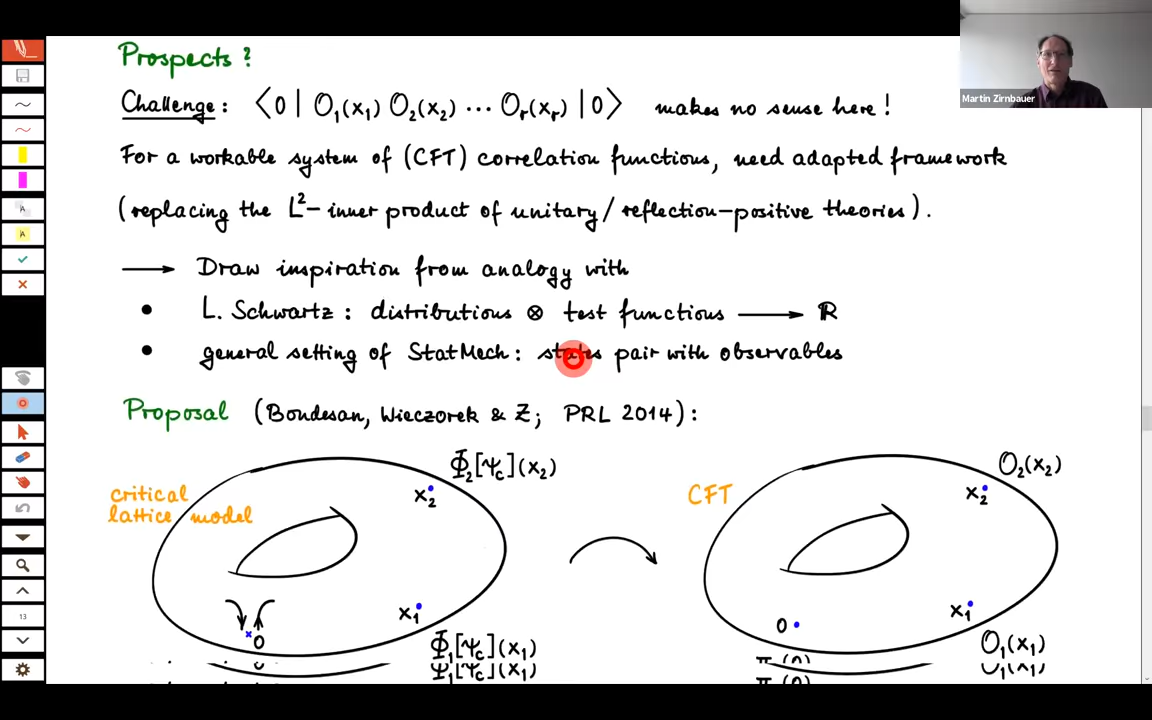 Prospects ?
Martin Zirnbauer
Challenge : ⟨0| O₁(x₁) O₂(x₂) ⋯ Oᵣ(xᵣ) |0⟩ makes no sense here !
For a workable system of (CFT) correlation functions, need adapted framework
(replacing the L²-inner product of unitary/reflection-positive theories).
⟶ Draw inspiration from analogy with
• L. Schwartz : distributions ⊗ test functions ⟶ ℝ
• general setting of StatMech : states pair with observables
Proposal (Bondesan, Wieczorek & Z ; PRL 2014) :
Φ₂[Ψc](x₂)
O₂(x₂)
critical
lattice model
x₂
CFT
x₂
x₁
x₁
0
0
Φ₁[Ψc](x₁)
O₁(x₁)
13